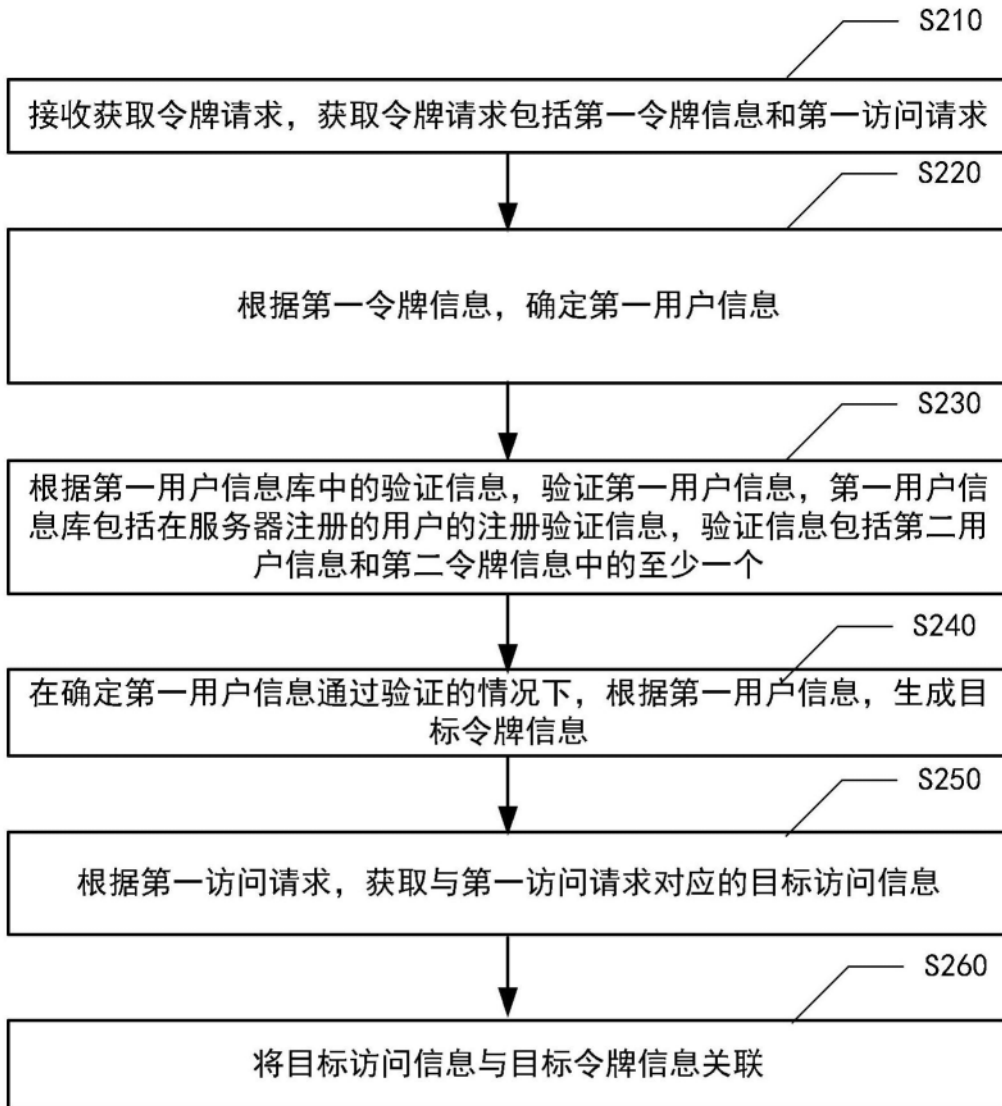 S210
接收获取令牌请求，获取令牌请求包括第一令牌信息和第一访问请求
S220
根据第一令牌信息，确定第一用户信息
S230
根据第一用户信息库中的验证信息，验证第一用户信息，第一用户信
息库包括在服务器注册的用户的注册验证信息，验证信息包括第二用
户信息和第二令牌信息中的至少一个
S240
在确定第一用户信息通过验证的情况下，根据第一用户信息，生成目
标令牌信息
S250
根据第一访问请求，获取与第一访问请求对应的目标访问信息
S260
将目标访问信息与目标令牌信息关联